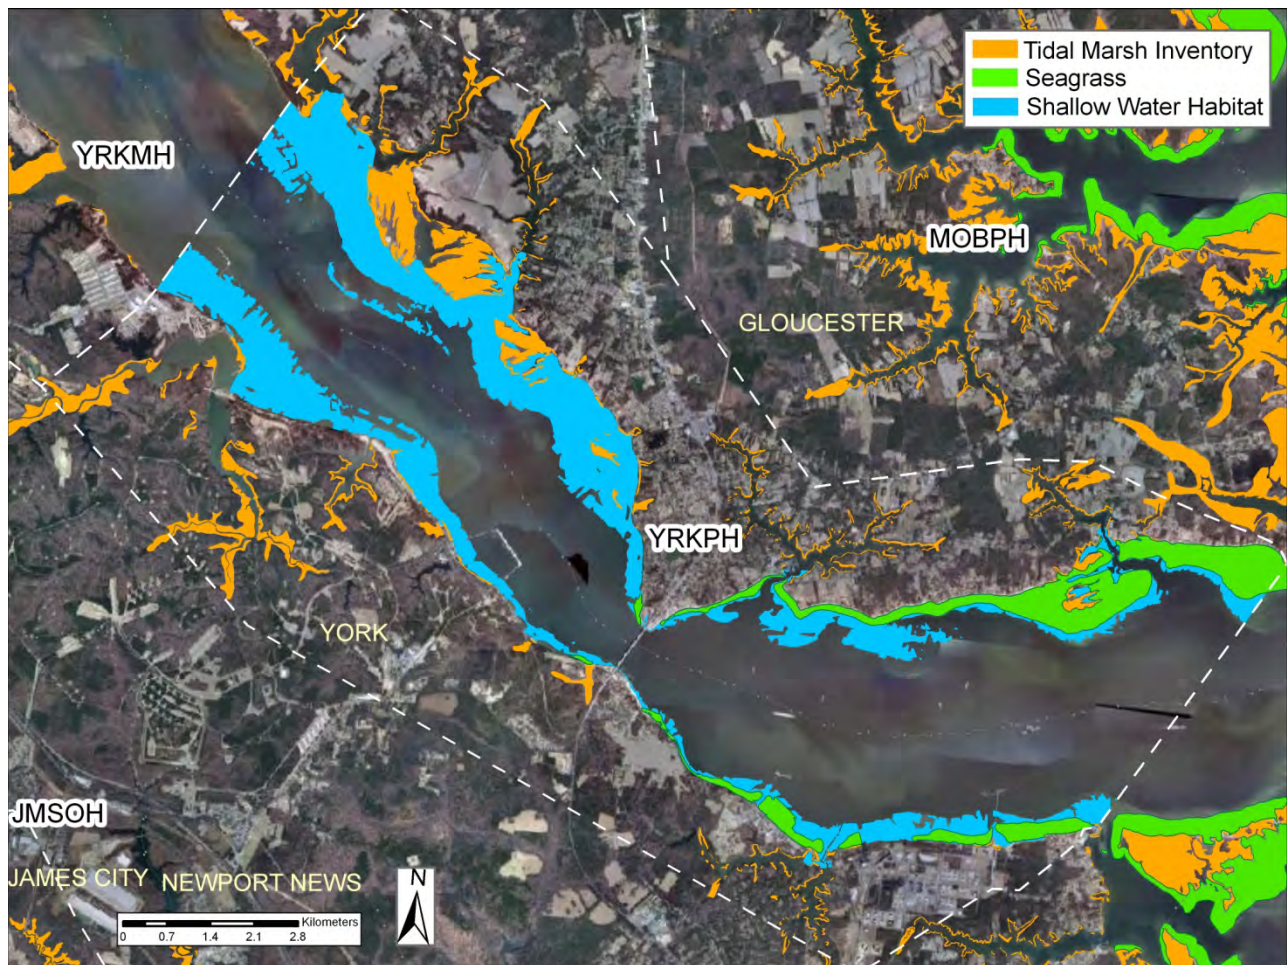 Tidal Marsh Inventory
Seagrass
Shallow Water Habitat
YRKMH
MOBPH
GLOUCESTER
YRKPH
YORK
JMSOH
JAMES CITY
NEWPORT NEWS
N
Kilometers
0 0.7 1.4 2.1 2.8